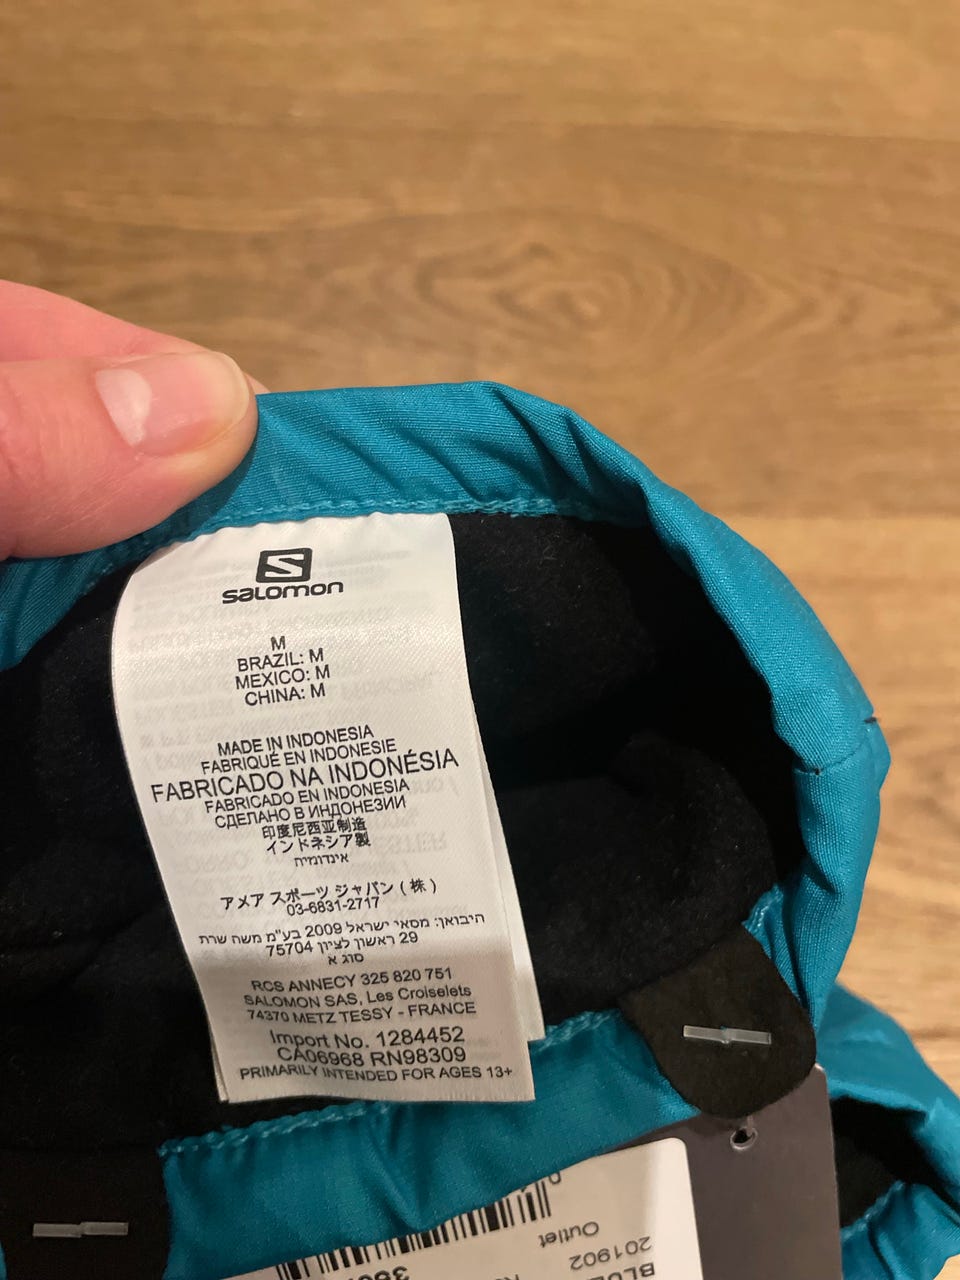 S
salomon
M
BRAZIL: M
MEXICO: M
CHINA: M
MADE IN INDONESIA
FABRIQUÉ EN INDONESIE
FABRICADO NA INDONÉSIA
FABRICADO EN INDONESIA
СДЕЛАНО В ИНДОНЕЗИИ
印度尼西亚制造
インドネシア製
אינדונזיה
アメア スポーツ ジャパン ( 株 )
03-6831-2717
היבואן: מסאי ישראל 2009 בע"מ משה שרת
29 ראשון לציון 75704
סוג א
RCS ANNECY 325 820 751
SALOMON SAS, Les Croiselets
74370 METZ TESSY - FRANCE
Import No. 1284452
CA06968 RN98309
PRIMARILY INTENDED FOR AGES 13+
Outlet
201902